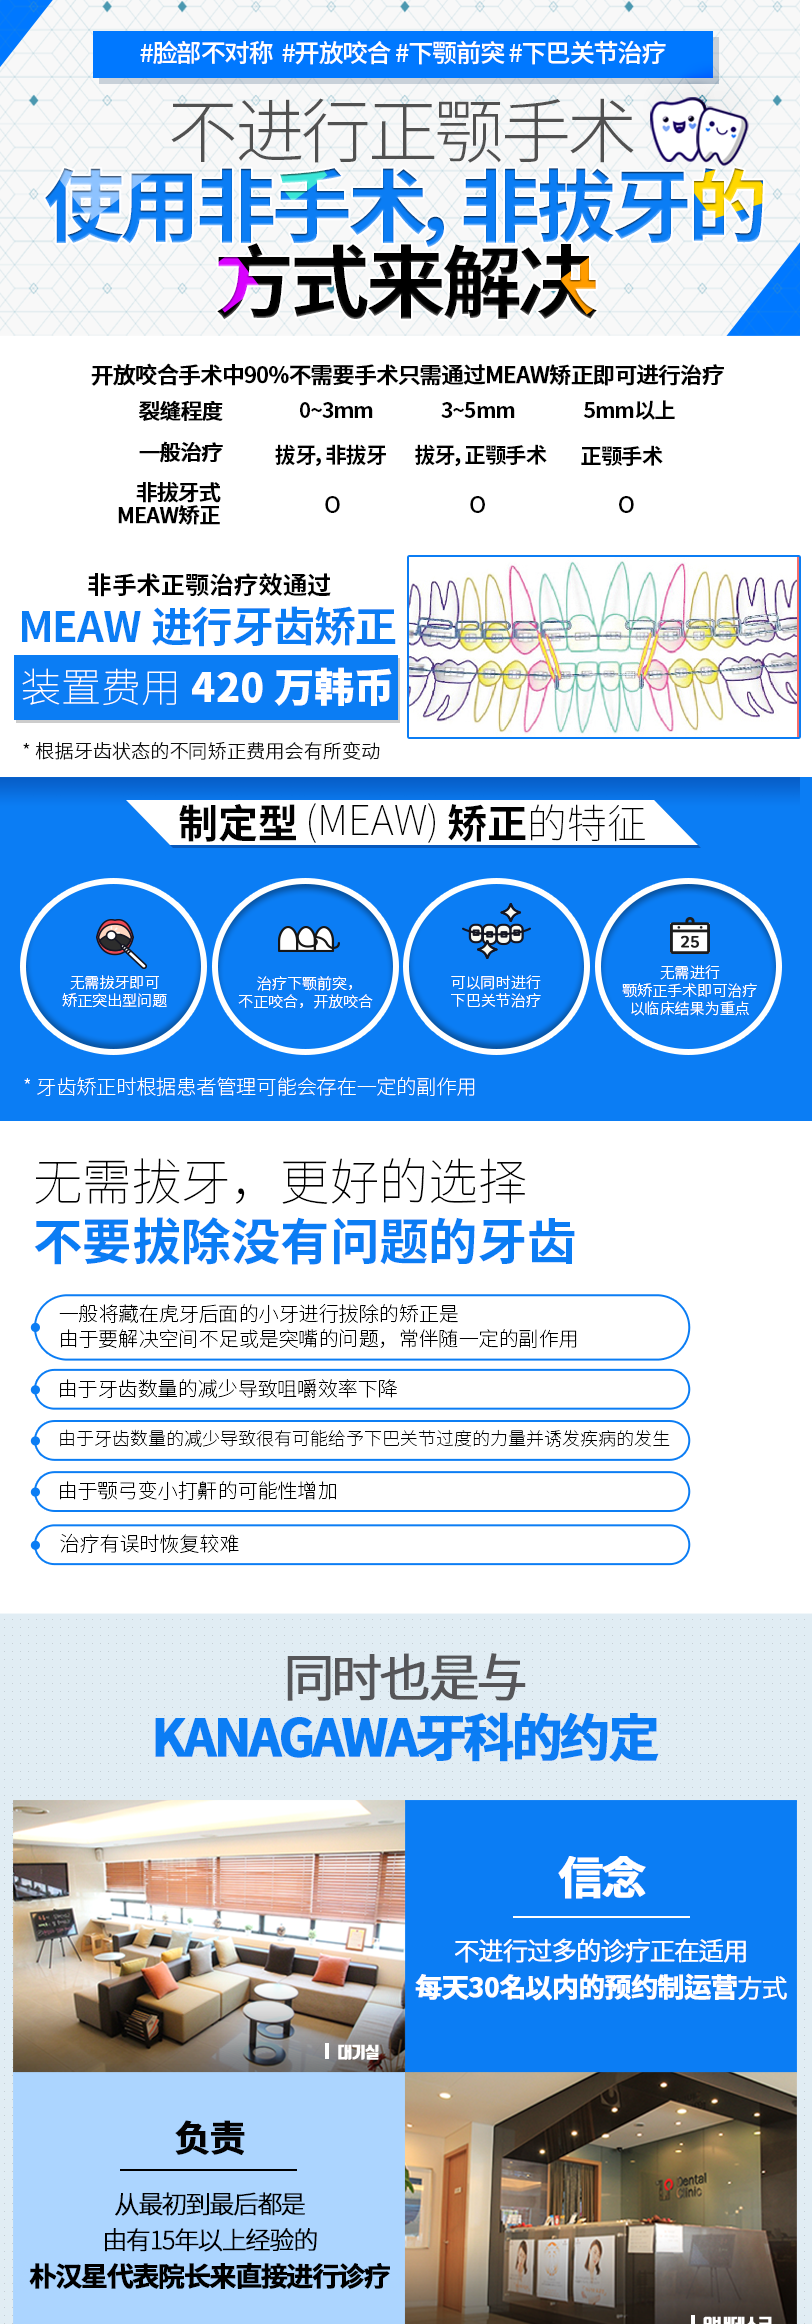 #脸部不对称 #开放咬合 #下颚前突 #下巴关节治疗
不进行正颚手术
使用非手术, 非拔牙的
方式来解决
开放咬合手术中90%不需要手术只需通过MEAW矫正即可进行治疗
裂缝程度 0~3mm 3~5mm 5mm以上
一般治疗 拔牙, 非拔牙 拔牙, 正颚手术 正颚手术
非拔牙式
MEAW矫正 O O O
非手术正颚治疗效通过
MEAW 进行牙齿矫正
装置费用 420 万韩币
* 根据牙齿状态的不同矫正费用会有所变动
制定型 (MEAW) 矫正的特征
无需拔牙即可
矫正突出型问题
治疗下颚前突,
不正咬合, 开放咬合
可以同时进行
下巴关节治疗
25
无需进行
颚矫正手术即可治疗
以临床结果为重点
* 牙齿矫正时根据患者管理可能会存在一定的副作用
无需拔牙, 更好的选择
不要拔除没有问题的牙齿
一般将藏在虎牙后面的小牙进行拔除的矫正是
由于要解决空间不足或是突嘴的问题, 常伴随一定的副作用
由于牙齿数量的减少导致咀嚼效率下降
由于牙齿数量的减少导致很有可能给予下巴关节过度的力量并诱发疾病的发生
由于颚弓变小打鼾的可能性增加
治疗有误时恢复较难
同时也是与
KANAGAWA牙科的约定
信念
不进行过多的诊疗正在适用
每天30名以内的预约制运营方式
대기실
负责
从最初到最后都是
由有15年以上经验的
朴汉星代表院长来直接进行诊疗
Dental
Clinic